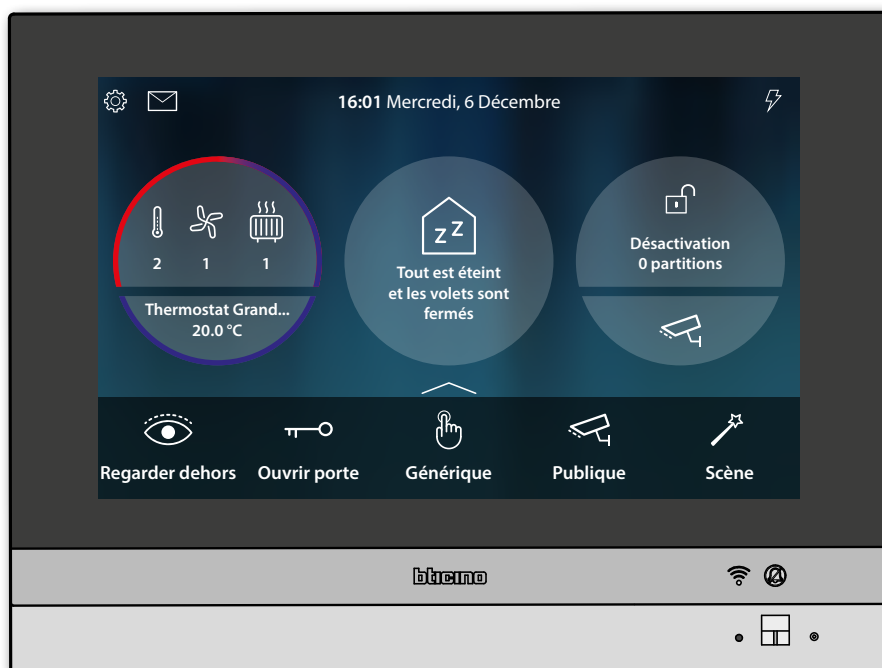 16:01 Mercredi, 6 Décembre
2 1 1
Thermostat Grand...
20.0 °C
zz
Tout est éteint
et les volets sont
fermés
Désactivation
0 partitions
Regarder dehors Ouvrir porte Générique Publique Scène
bticino